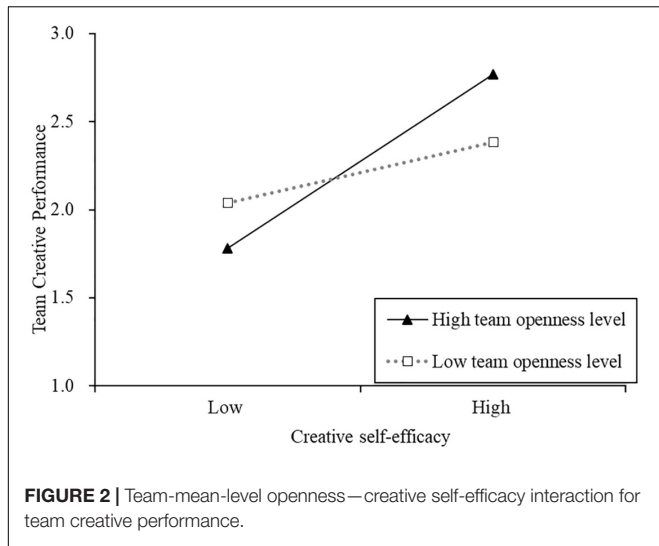 3.0
2.5
2.0
1.5
1.0
Team Creative Performance
High team openness level
Low team openness level
Low High
Creative self-efficacy
FIGURE 2 | Team-mean-level openness—creative self-efficacy interaction for
team creative performance.